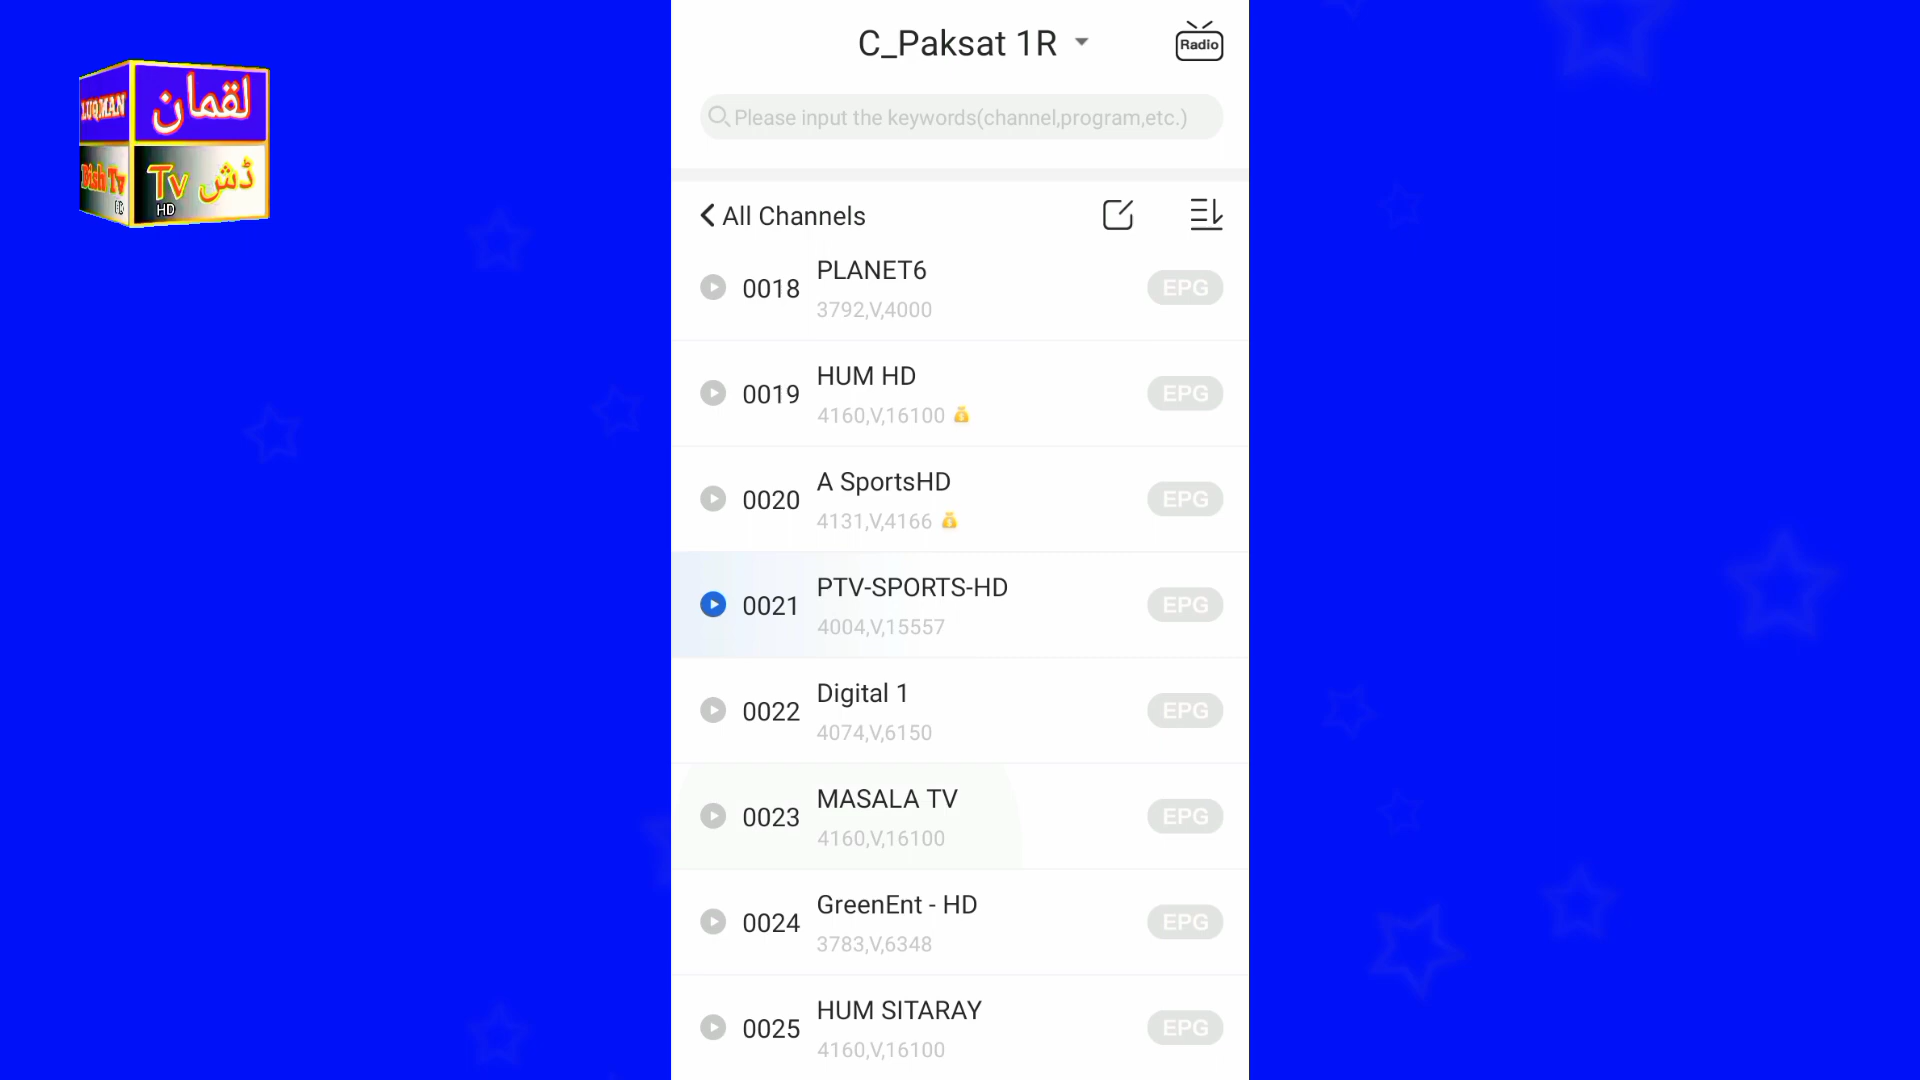 LUQMAN
لقمان
Dish Tv
HD
Tv ڈش
HD
C_Paksat 1R
Radio
Please input the keywords(channel,program,etc.)
All Channels
0018 PLANET6 EPG
3792,V,4000
0019 HUM HD EPG
4160,V,16100
0020 A SportsHD EPG
4131,V,4166
0021 PTV-SPORTS-HD EPG
4004,V,15557
0022 Digital 1 EPG
4074,V,6150
0023 MASALA TV EPG
4160,V,16100
0024 GreenEnt - HD EPG
3783,V,6348
0025 HUM SITARAY EPG
4160,V,16100